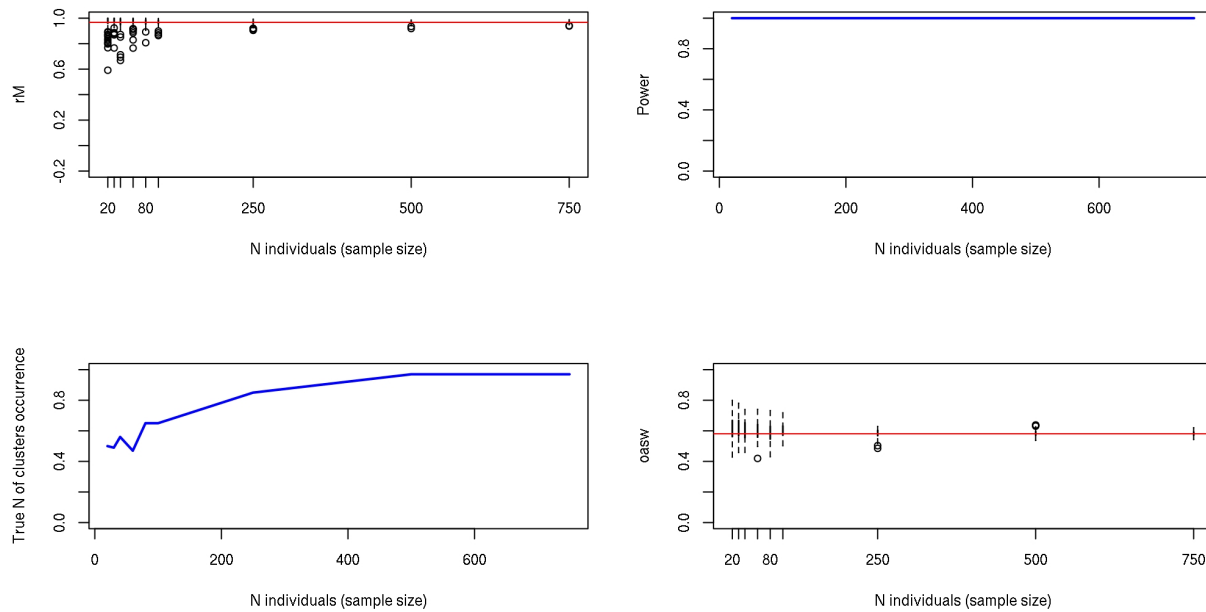 rM
1.0
0.6
0.2
-0.2
20 80 250 500 750
N individuals (sample size)
Power
0.8
0.4
0.0
0 200 400 600
N individuals (sample size)
True N of clusters occurrence
0.8
0.4
0.0
0 200 400 600
N individuals (sample size)
oasw
0.8
0.4
0.0
20 80 250 500 750
N individuals (sample size)